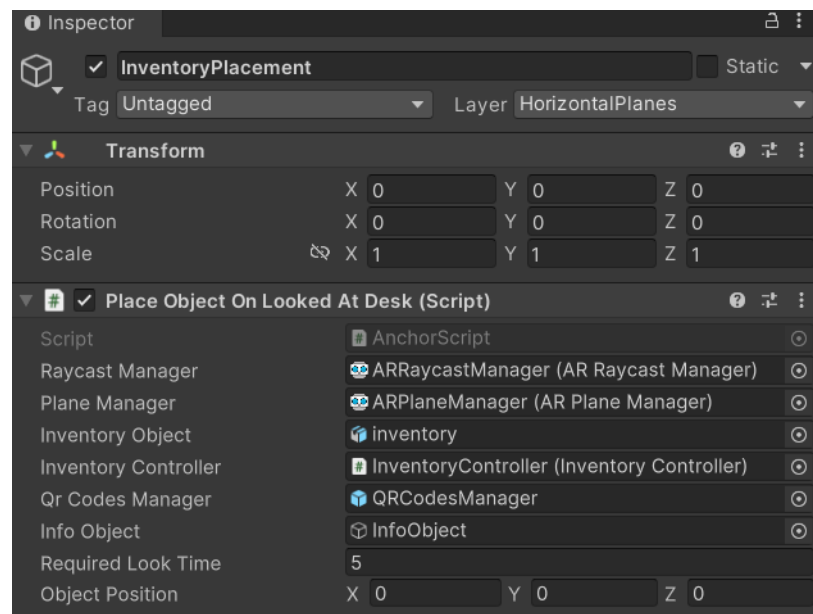 Inspector
InventoryPlacement Static
Tag Untagged Layer HorizontalPlanes
Transform
Position X 0 Y 0 Z 0
Rotation X 0 Y 0 Z 0
Scale X 1 Y 1 Z 1
# Place Object On Looked At Desk (Script)
Script # AnchorScript
Raycast Manager ARRaycastManager (AR Raycast Manager)
Plane Manager ARPlaneManager (AR Plane Manager)
Inventory Object inventory
Inventory Controller # InventoryController (Inventory Controller)
Qr Codes Manager QRCodesManager
Info Object InfoObject
Required Look Time 5
Object Position X 0 Y 0 Z 0